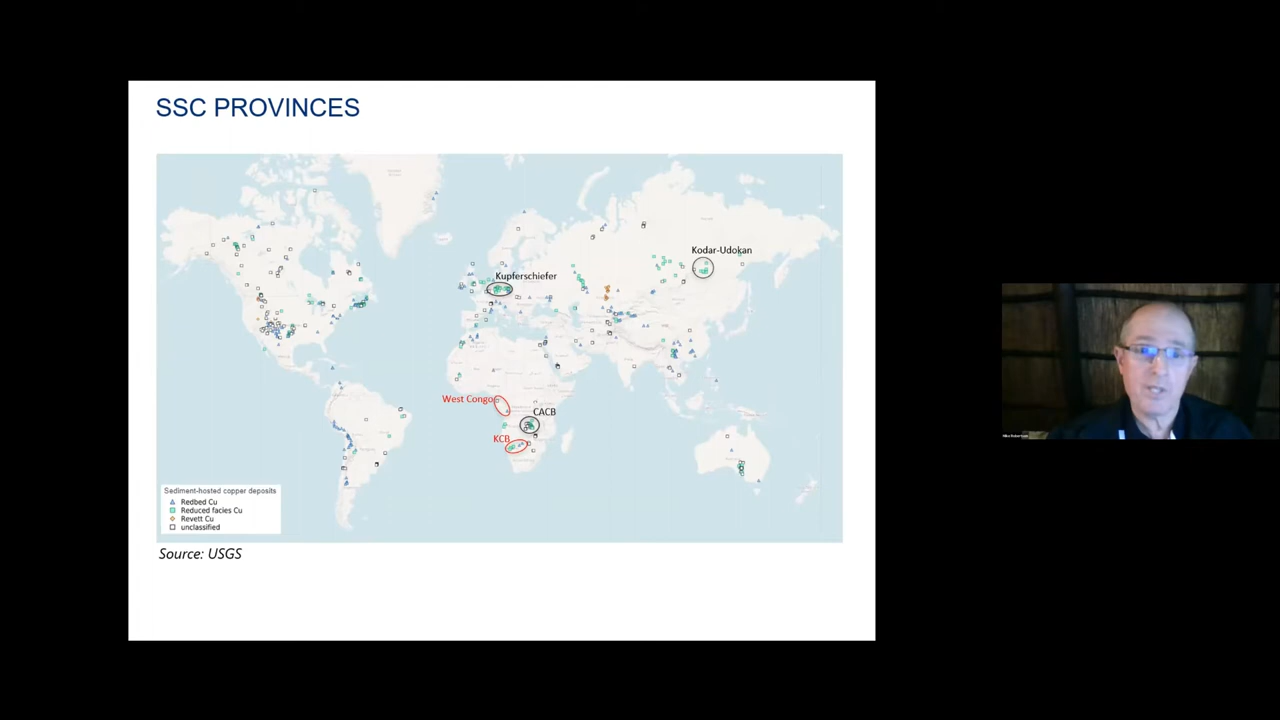 SSC PROVINCES
Kodar-Udokan
Kupferschiefer
West Congo
CACB
KCB
Sediment-hosted copper deposits
Redbed Cu
Reduced facies Cu
Revett Cu
unclassified
Source: USGS